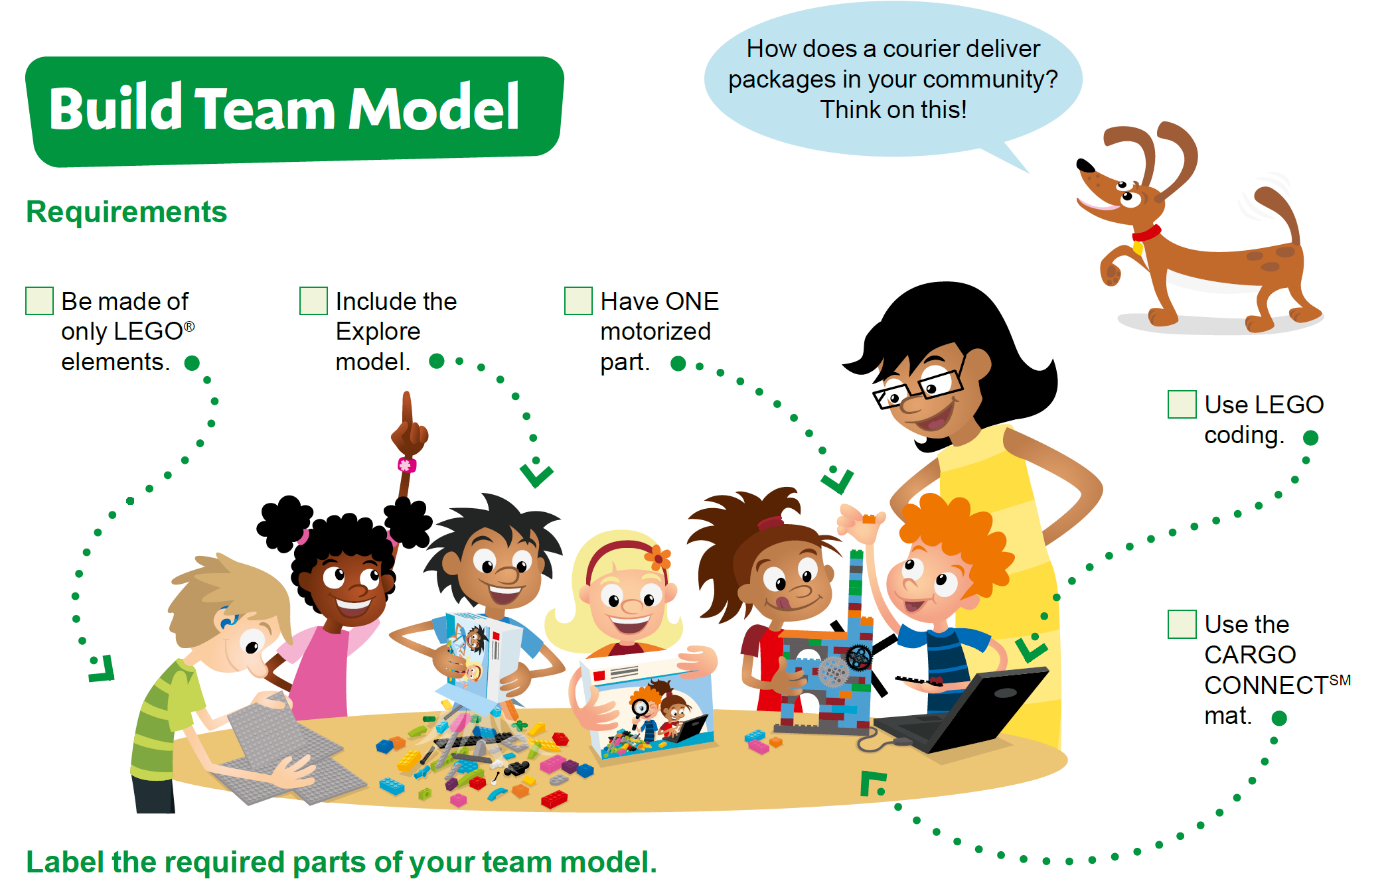 How does a courier deliver
packages in your community?
Think on this!
Build Team Model
Requirements
Be made of
only LEGO®
elements.
Include the
Explore
model.
Have ONE
motorized
part.
Use LEGO
coding.
Use the
CARGO
CONNECT℠
mat.
Label the required parts of your team model.